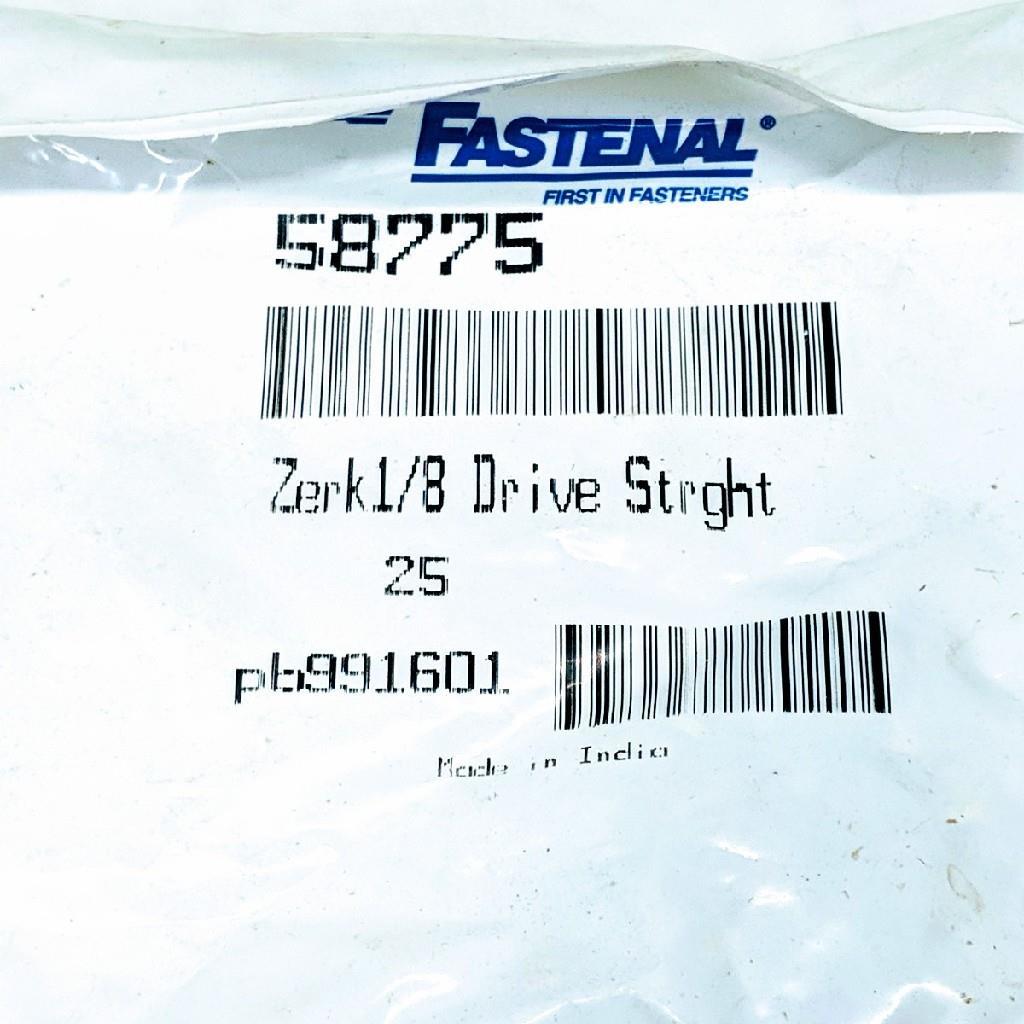 FASTENAL®
FIRST IN FASTENERS
58775
Zerk1/8 Drive Strght
25
pb991601
Made in India